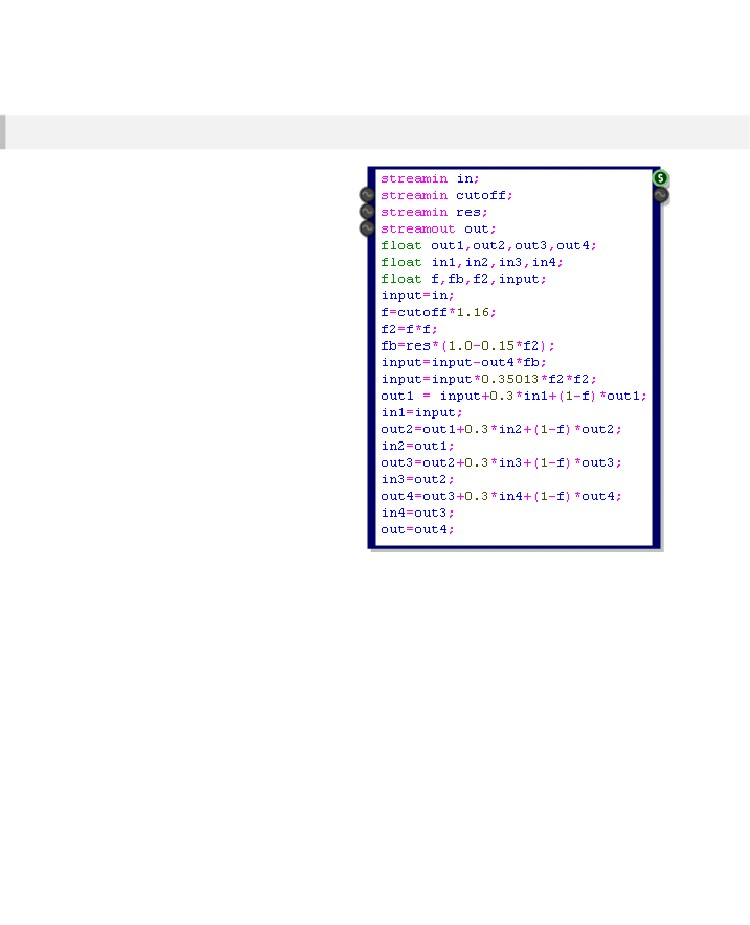 streamin in;
streamin cutoff;
streamin res;
streamout out;
float out1,out2,out3,out4;
float in1,in2,in3,in4;
float f,fb,f2,input;
input=in;
f=cutoff*1.16;
f2=f*f;
fb=res*(1.0-0.15*f2);
input=input-out4*fb;
input=input*0.35013*f2*f2;
out1 = input+0.3*in1+(1-f)*out1;
in1=input;
out2=out1+0.3*in2+(1-f)*out2;
in2=out1;
out3=out2+0.3*in3+(1-f)*out3;
in3=out2;
out4=out3+0.3*in4+(1-f)*out4;
in4=out3;
out=out4;
S